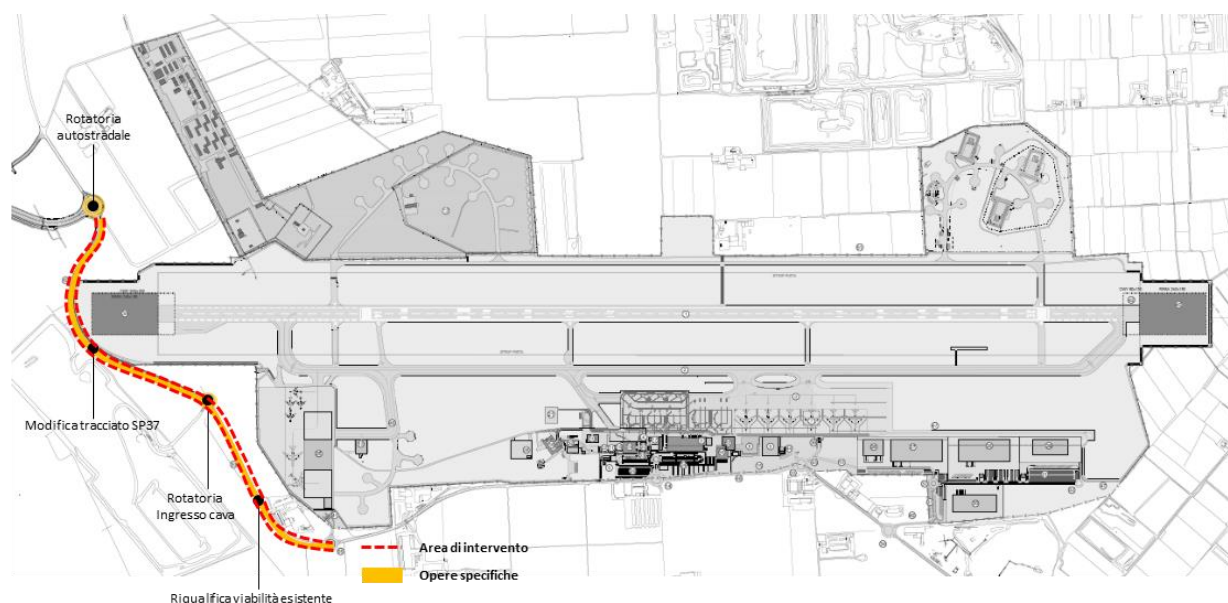 Rotatoria
autostradale
Modifica tracciato SP37
Rotatoria
Ingresso cava
Area di intervento
Opere specifiche
Riqualifica viabilità esistente